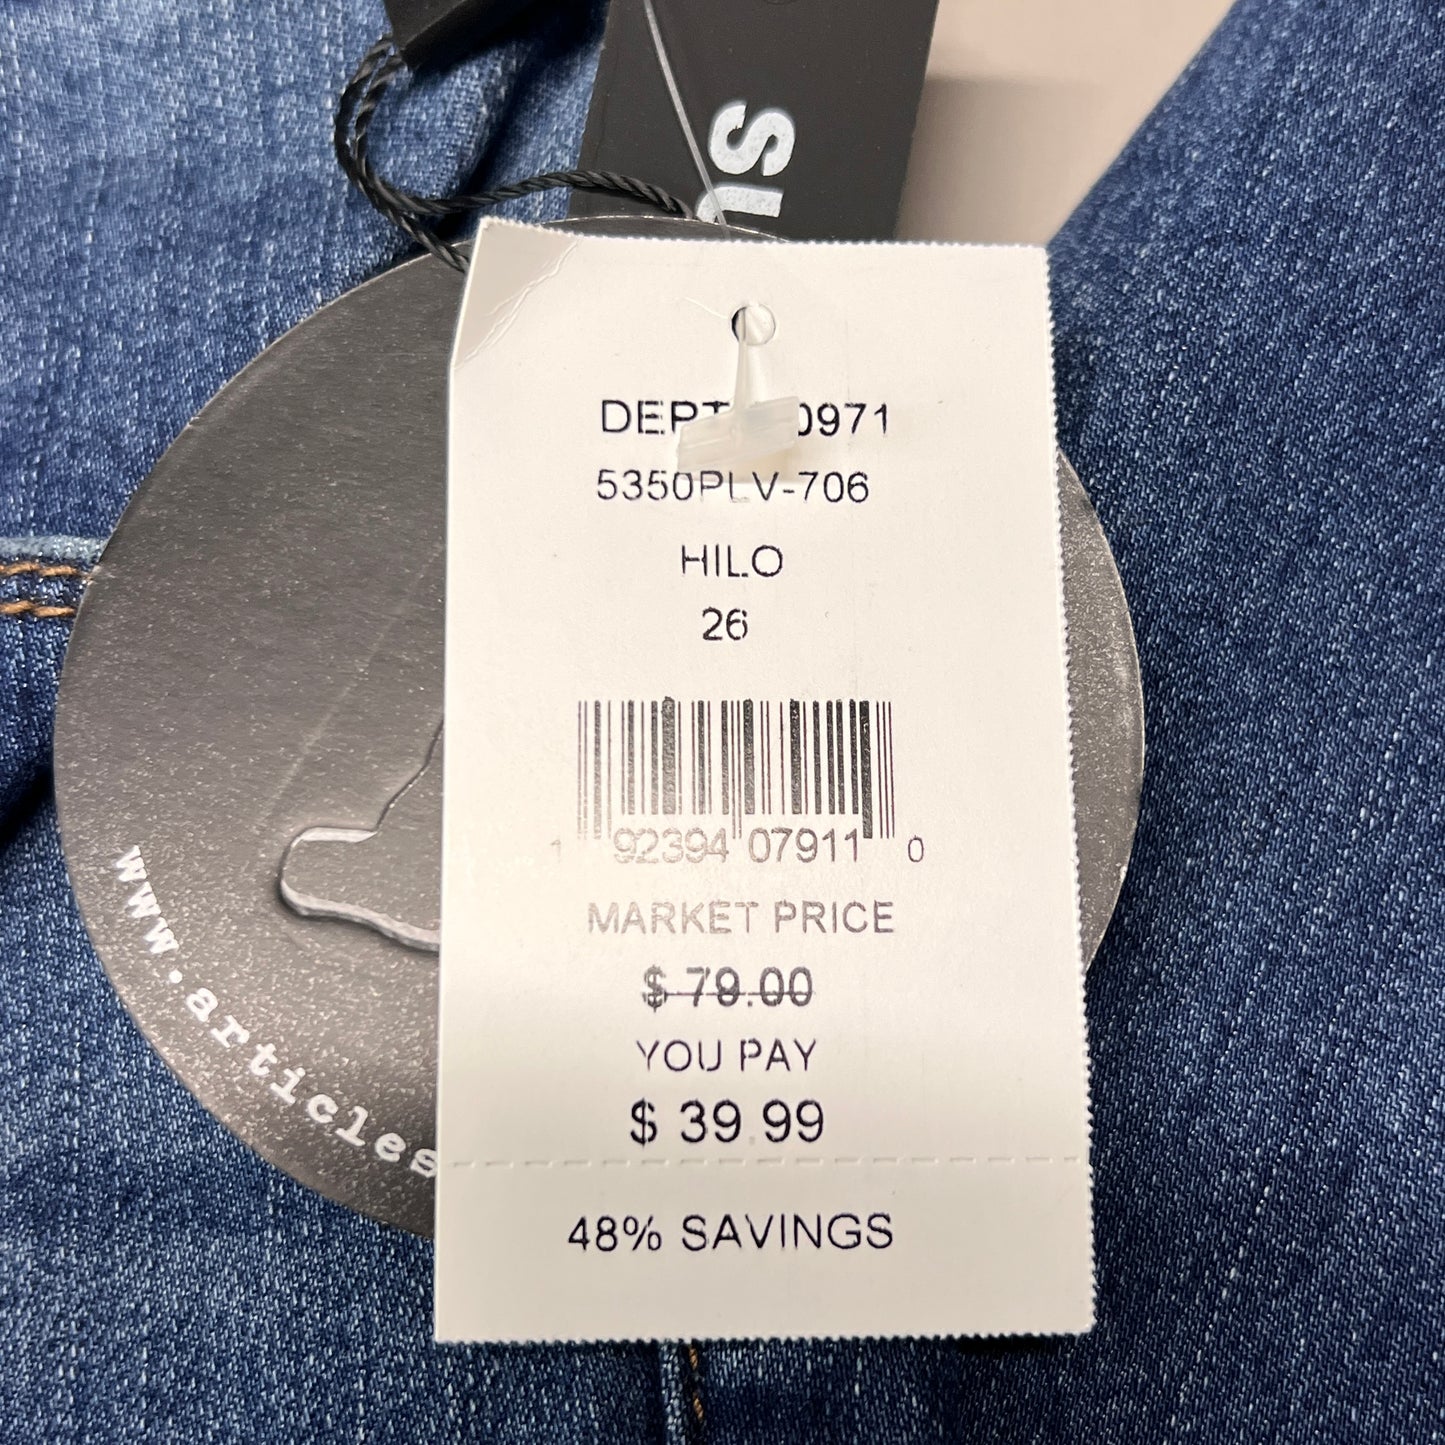 DEPT 0971
5350PLV-706
HILO
26
1 92394 07911 0
MARKET PRICE
$ 79.00
YOU PAY
$ 39.99
48% SAVINGS
www.articles